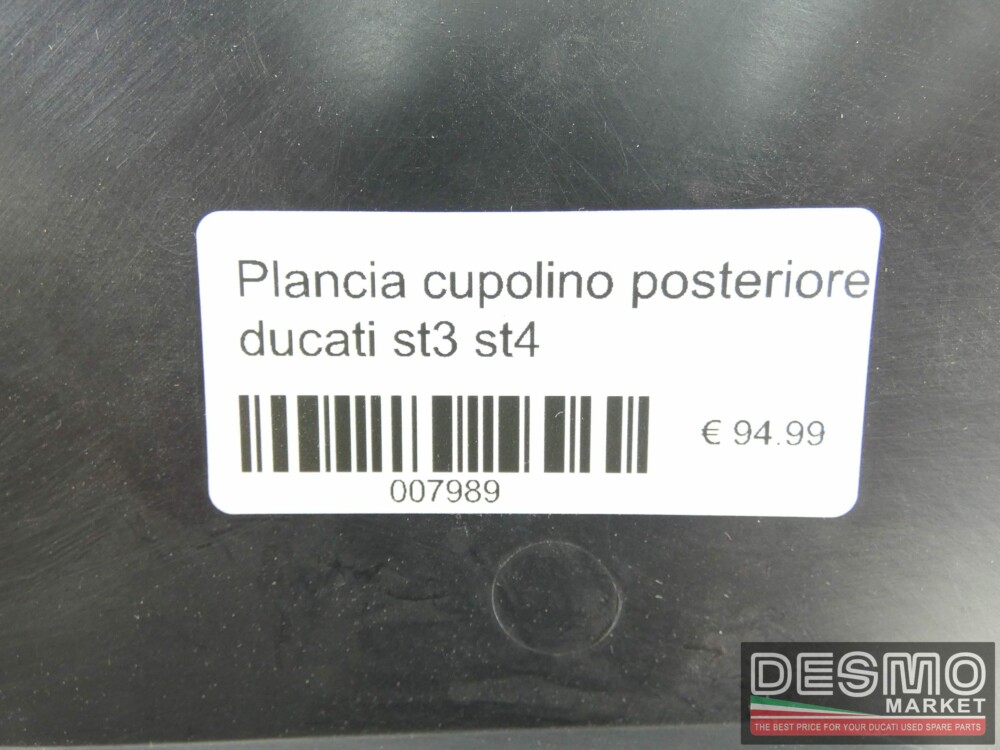 Plancia cupolino posteriore
ducati st3 st4
€ 94.99
007989
DESMO
MARKET
THE BEST PRICE FOR YOUR DUCATI USED SPARE PARTS